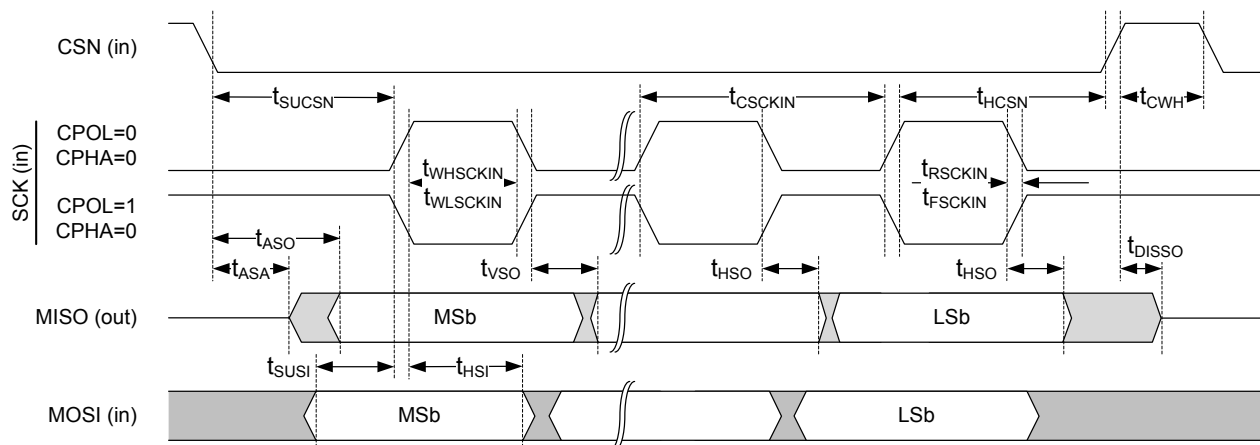 CSN (in)
tSUCSN
tCSCKIN
tHCSN
tCWH
SCK (in)
CPOL=0
CPHA=0
tWHSCKIN
tWLSCKIN
tRSCKIN
tFSCKIN
CPOL=1
CPHA=0
tASO
tASA
tVSO
tHSO
tHSO
tDISSO
MISO (out)
MSb
LSb
tSUSI
tHSI
MOSI (in)
MSb
LSb